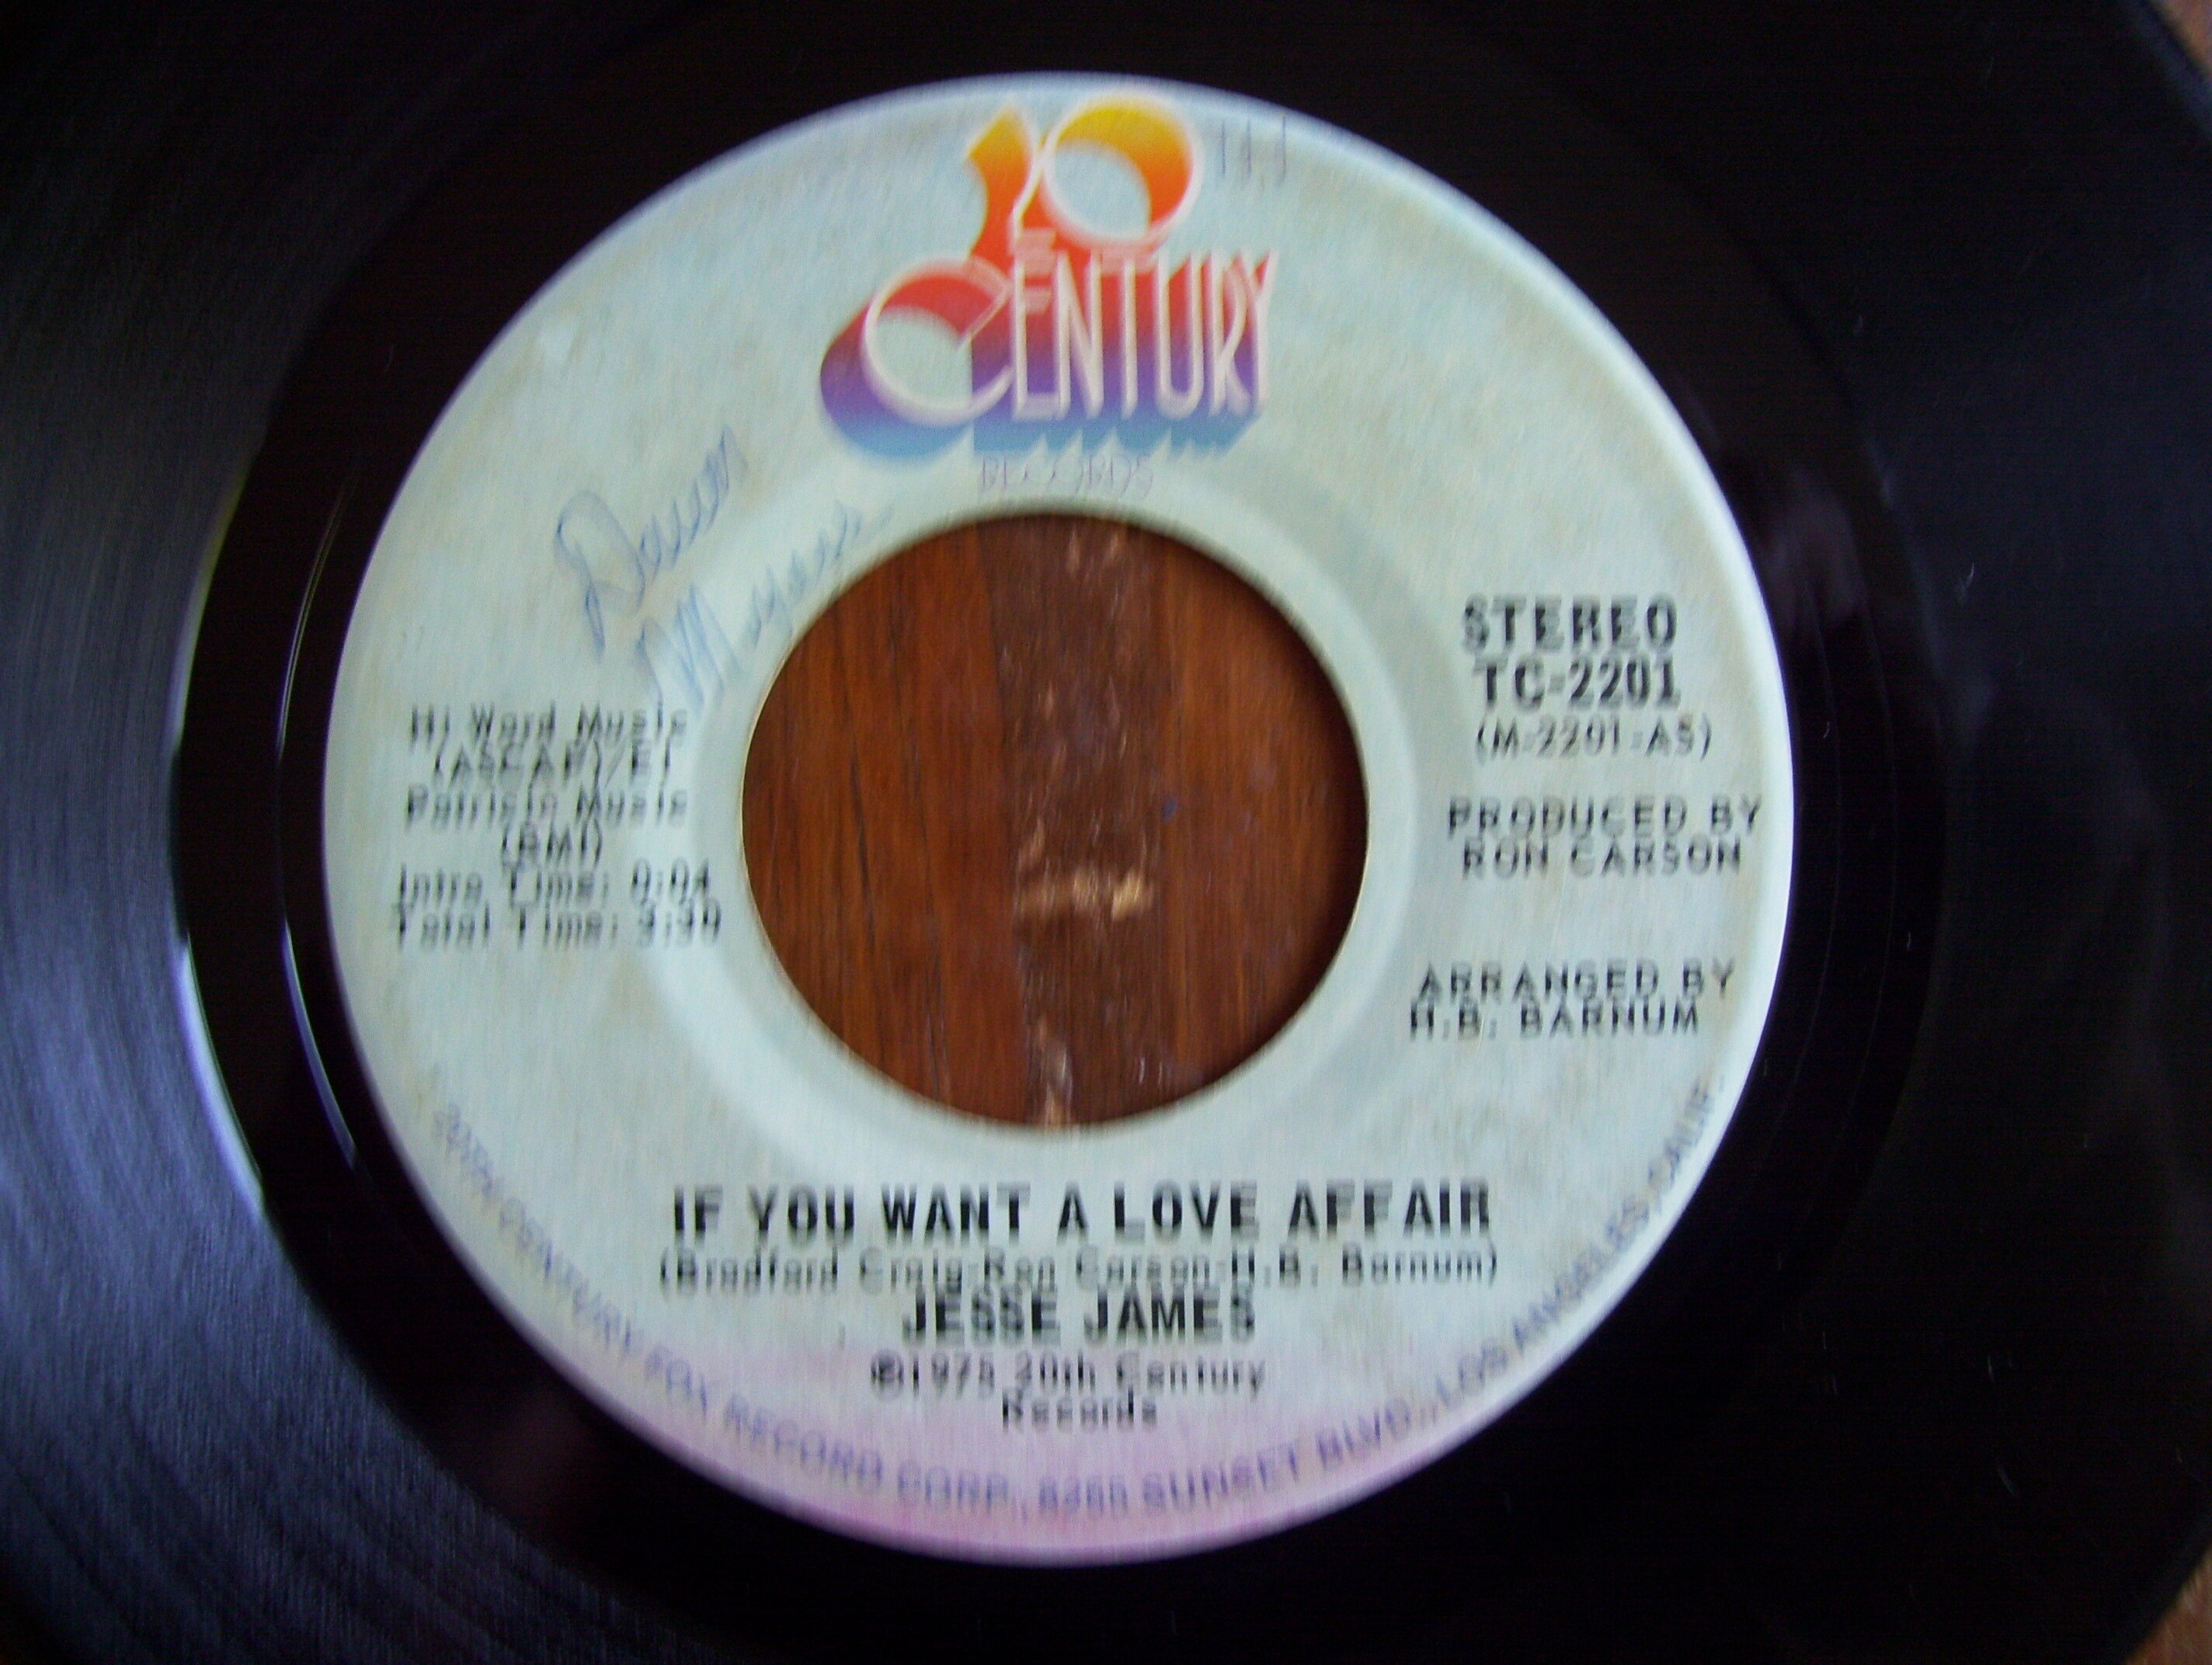 20TH
CENTURY
RECORDS
STEREO
TC-2201
(M-2201-AS)
PRODUCED BY
RON CARSON
ARRANGED BY
H.B. BARNUM
Hi Word Music
(ASCAP)/El
Patricio Music
(BMI)
Intro Time: 0:04
Total Time: 3:30
IF YOU WANT A LOVE AFFAIR
(Bradford Craig-Ron Carson-H.B. Barnum)
JESSE JAMES
℗1975 20th Century
Records
20TH CENTURY FOX RECORD CORP., 8255 SUNSET BLVD., LOS ANGELES, CALIF.